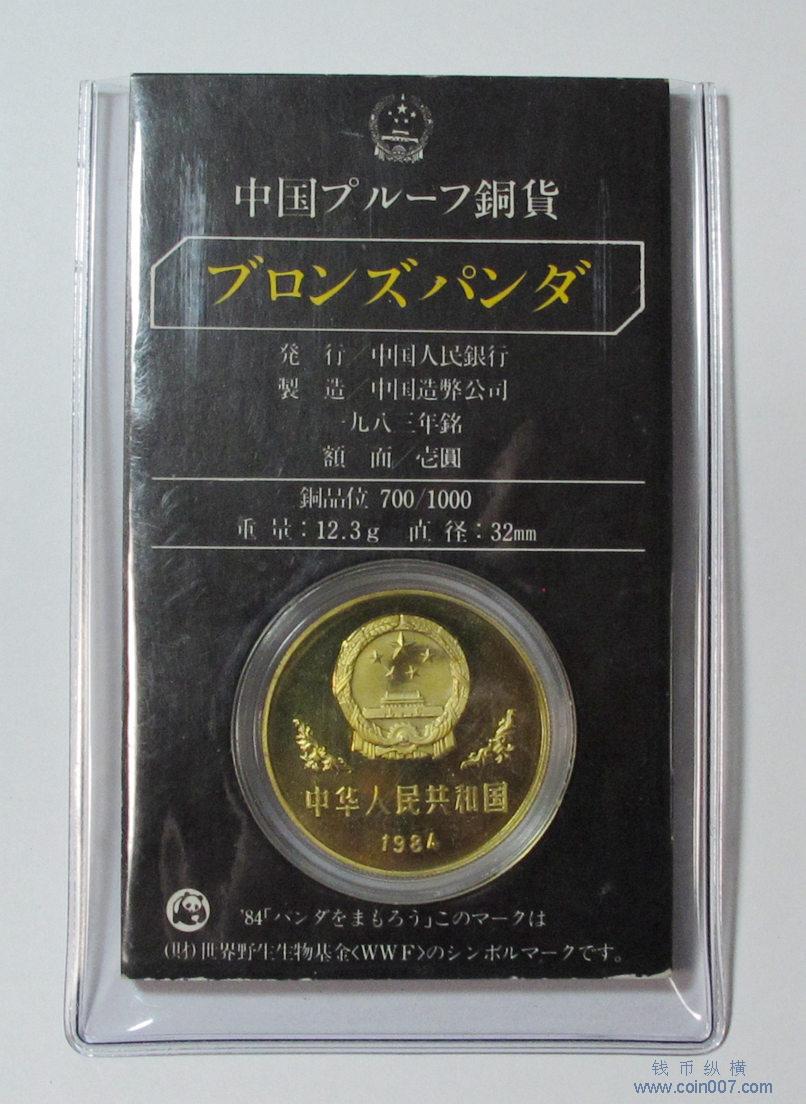 中国プルーフ銅貨
ブロンズパンダ
発 行／中国人民銀行
製 造／中国造幣公司
一九八三年銘
額 面／壱圓
銅品位 700/1000
重 量：12.3g 直 径：32mm
中华人民共和国
1984
'84「パンダをまもろう」このマークは
(財)世界野生生物基金〈WWF〉のシンボルマークです。
钱币纵横
www.coin007.com